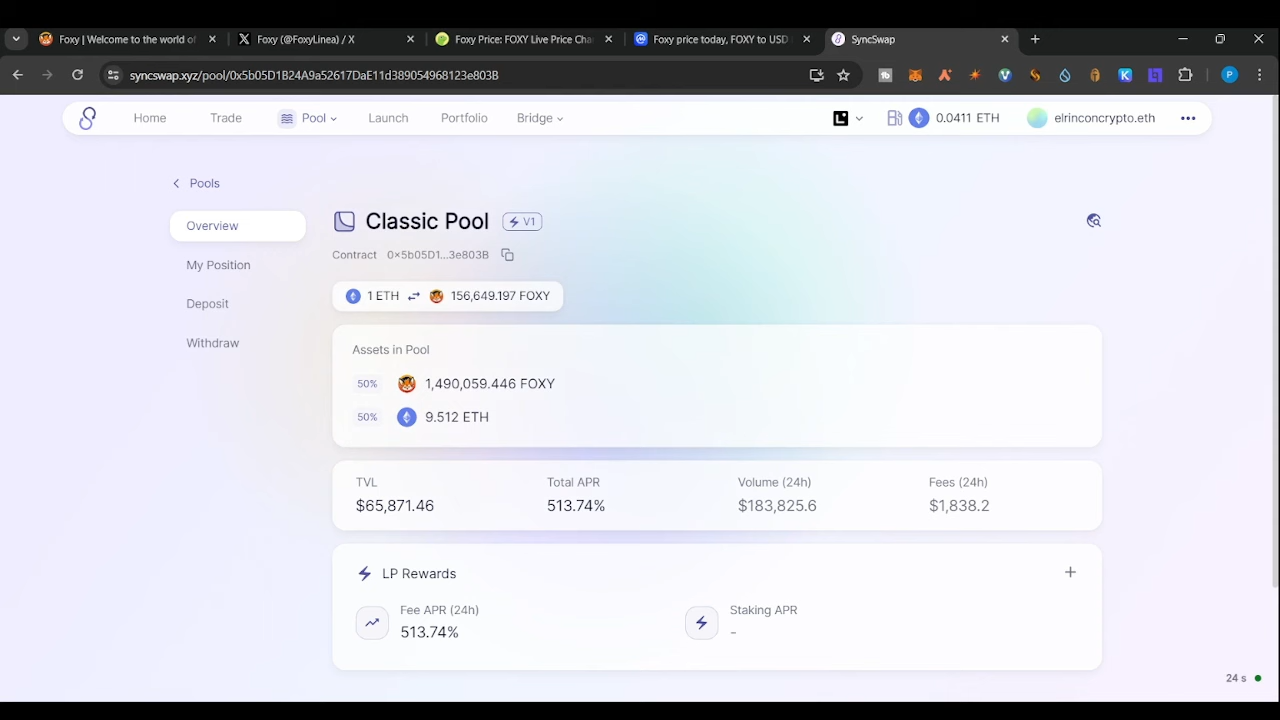 Foxy | Welcome to the world of
Foxy (@FoxyLinea) / X
Foxy Price: FOXY Live Price Cha
Foxy price today, FOXY to USD
SyncSwap
syncswap.xyz/pool/0x5b05D1B24A9a52617DaE11d389054968123e803B
P
Home
Trade
Pool
Launch
Portfolio
Bridge
0.0411 ETH
elrinconcrypto.eth
Pools
Overview
My Position
Deposit
Withdraw
Classic Pool
V1
Contract 0x5b05D1...3e803B
1 ETH 156,649.197 FOXY
Assets in Pool
50% 1,490,059.446 FOXY
50% 9.512 ETH
TVL
Total APR
Volume (24h)
Fees (24h)
$65,871.46
513.74%
$183,825.6
$1,838.2
LP Rewards
Fee APR (24h)
513.74%
Staking APR
-
24 s